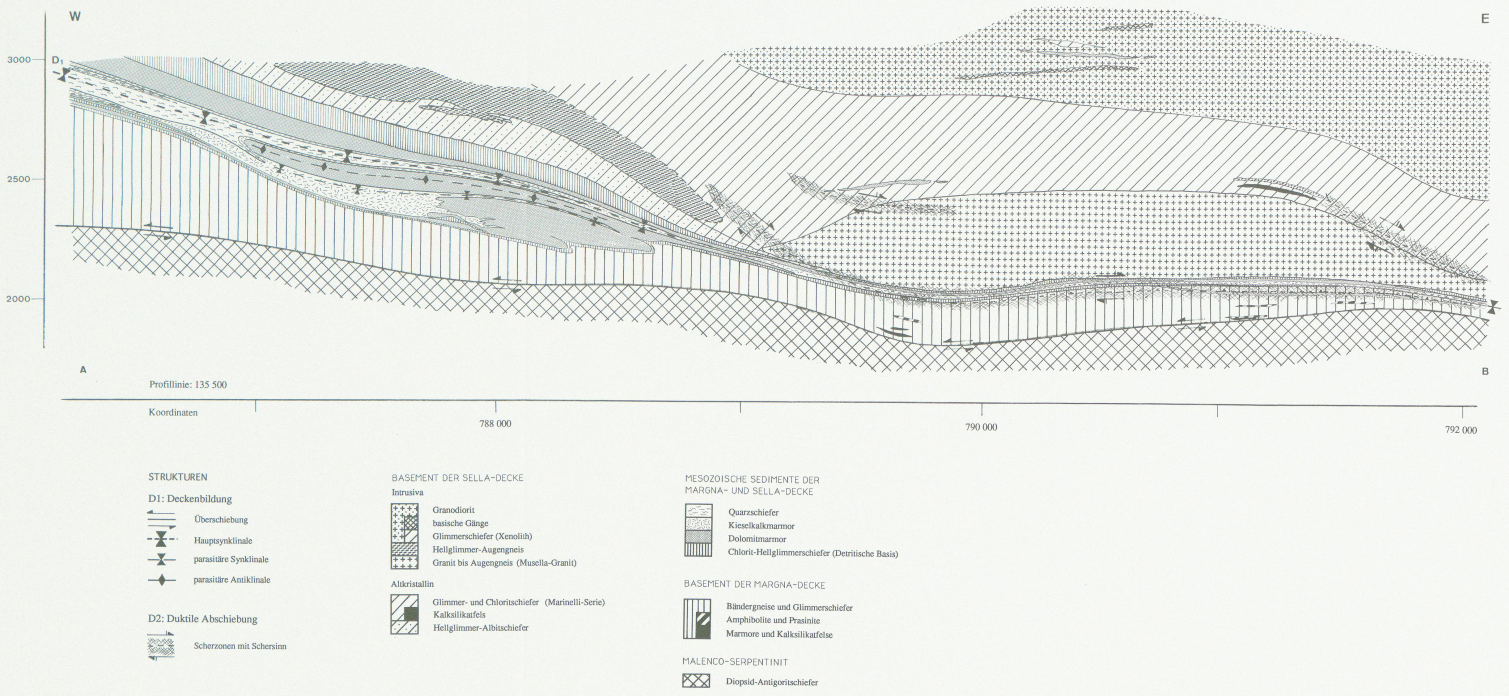 W
E
3000
D1
2500
2000
A
B
Profillinie: 135 500
Koordinaten
788 000
790 000
792 000
STRUKTUREN
D1: Deckenbildung
Überschiebung
Hauptsynklinale
parasitäre Synklinale
parasitäre Antiklinale
D2: Duktile Abschiebung
Scherzonen mit Schersinn
BASEMENT DER SELLA-DECKE
Intrusiva
Granodiorit
basische Gänge
Glimmerschiefer (Xenolith)
Hellglimmer-Augengneis
Granit bis Augengneis (Musella-Granit)
Altkristallin
Glimmer- und Chloritschiefer (Marinelli-Serie)
Kalksilikatfels
Hellglimmer-Albitschiefer
MESOZOISCHE SEDIMENTE DER
MARGNA- UND SELLA-DECKE
Quarzschiefer
Kieselkalkmarmor
Dolomitmarmor
Chlorit-Hellglimmerschiefer (Detritische Basis)
BASEMENT DER MARGNA-DECKE
Bändergneise und Glimmerschiefer
Amphibolite und Prasinite
Marmore und Kalksilikatfelse
MALENCO-SERPENTINIT
Diopsid-Antigoritschiefer